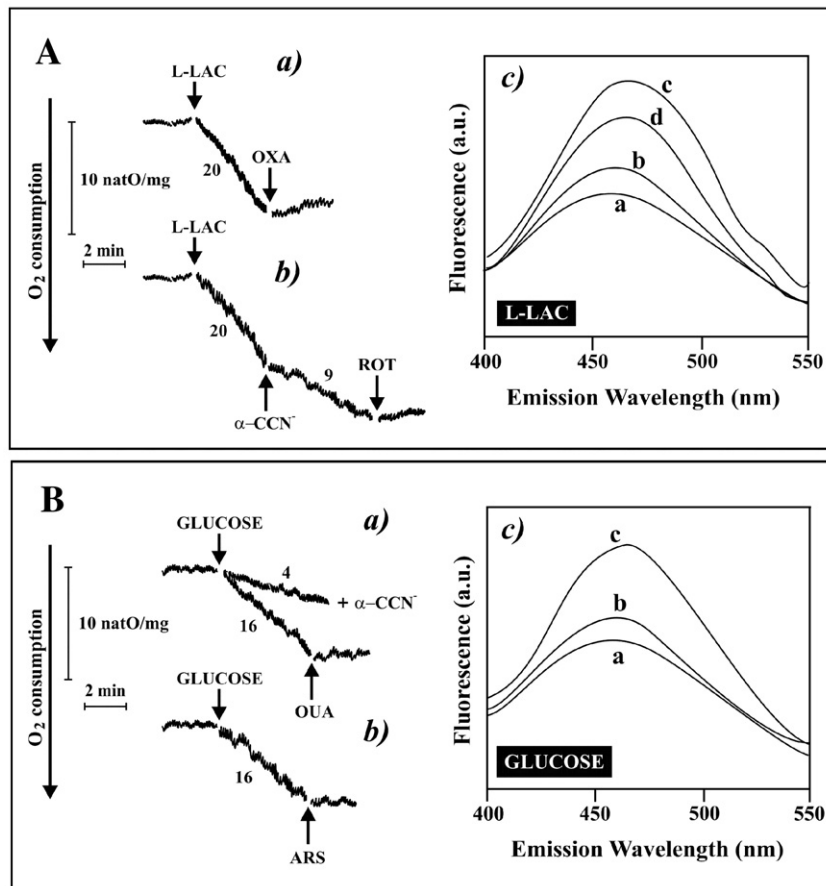 A
a)
L-LAC
20
OXA
10 natO/mg
2 min
O2 consumption
L-LAC
b)
20
9
ROT
α–CCN-
c)
c
d
b
a
Fluorescence (a.u.)
L-LAC
400 450 500 550
Emission Wavelength (nm)
B
a)
GLUCOSE
4
+ α–CCN-
16
10 natO/mg
2 min
O2 consumption
GLUCOSE
OUA
b)
16
ARS
c)
c
b
a
Fluorescence (a.u.)
GLUCOSE
400 450 500 550
Emission Wavelength (nm)